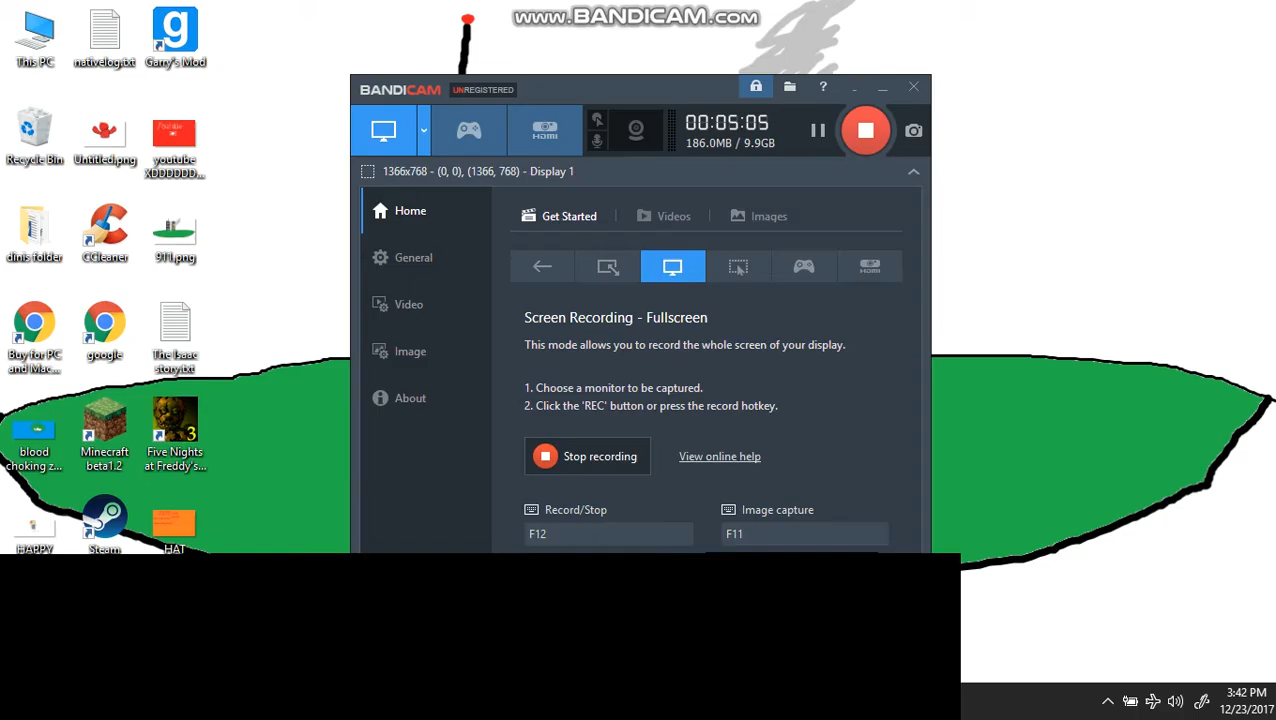 www.BANDICAM.com
This PC
nativelog.txt
Garry's Mod
Recycle Bin
Untitled.png
youtube
XDDDDDD...
dinis folder
CCleaner
911.png
Buy for PC
and Mac...
google
The Isaac
story.txt
blood
choking z...
Minecraft
beta1.2
Five Nights
at Freddy's...
3
HAPPY
Steam
HAT
BANDICAM UNREGISTERED
?
HDMI
00:05:05
186.0MB / 9.9GB
1366x768 - (0, 0), (1366, 768) - Display 1
Home
General
Video
Image
About
Get Started
Videos
Images
HDMI
Screen Recording - Fullscreen
This mode allows you to record the whole screen of your display.
1. Choose a monitor to be captured.
2. Click the 'REC' button or press the record hotkey.
Stop recording
View online help
Record/Stop
Image capture
F12
F11
3:42 PM
12/23/2017